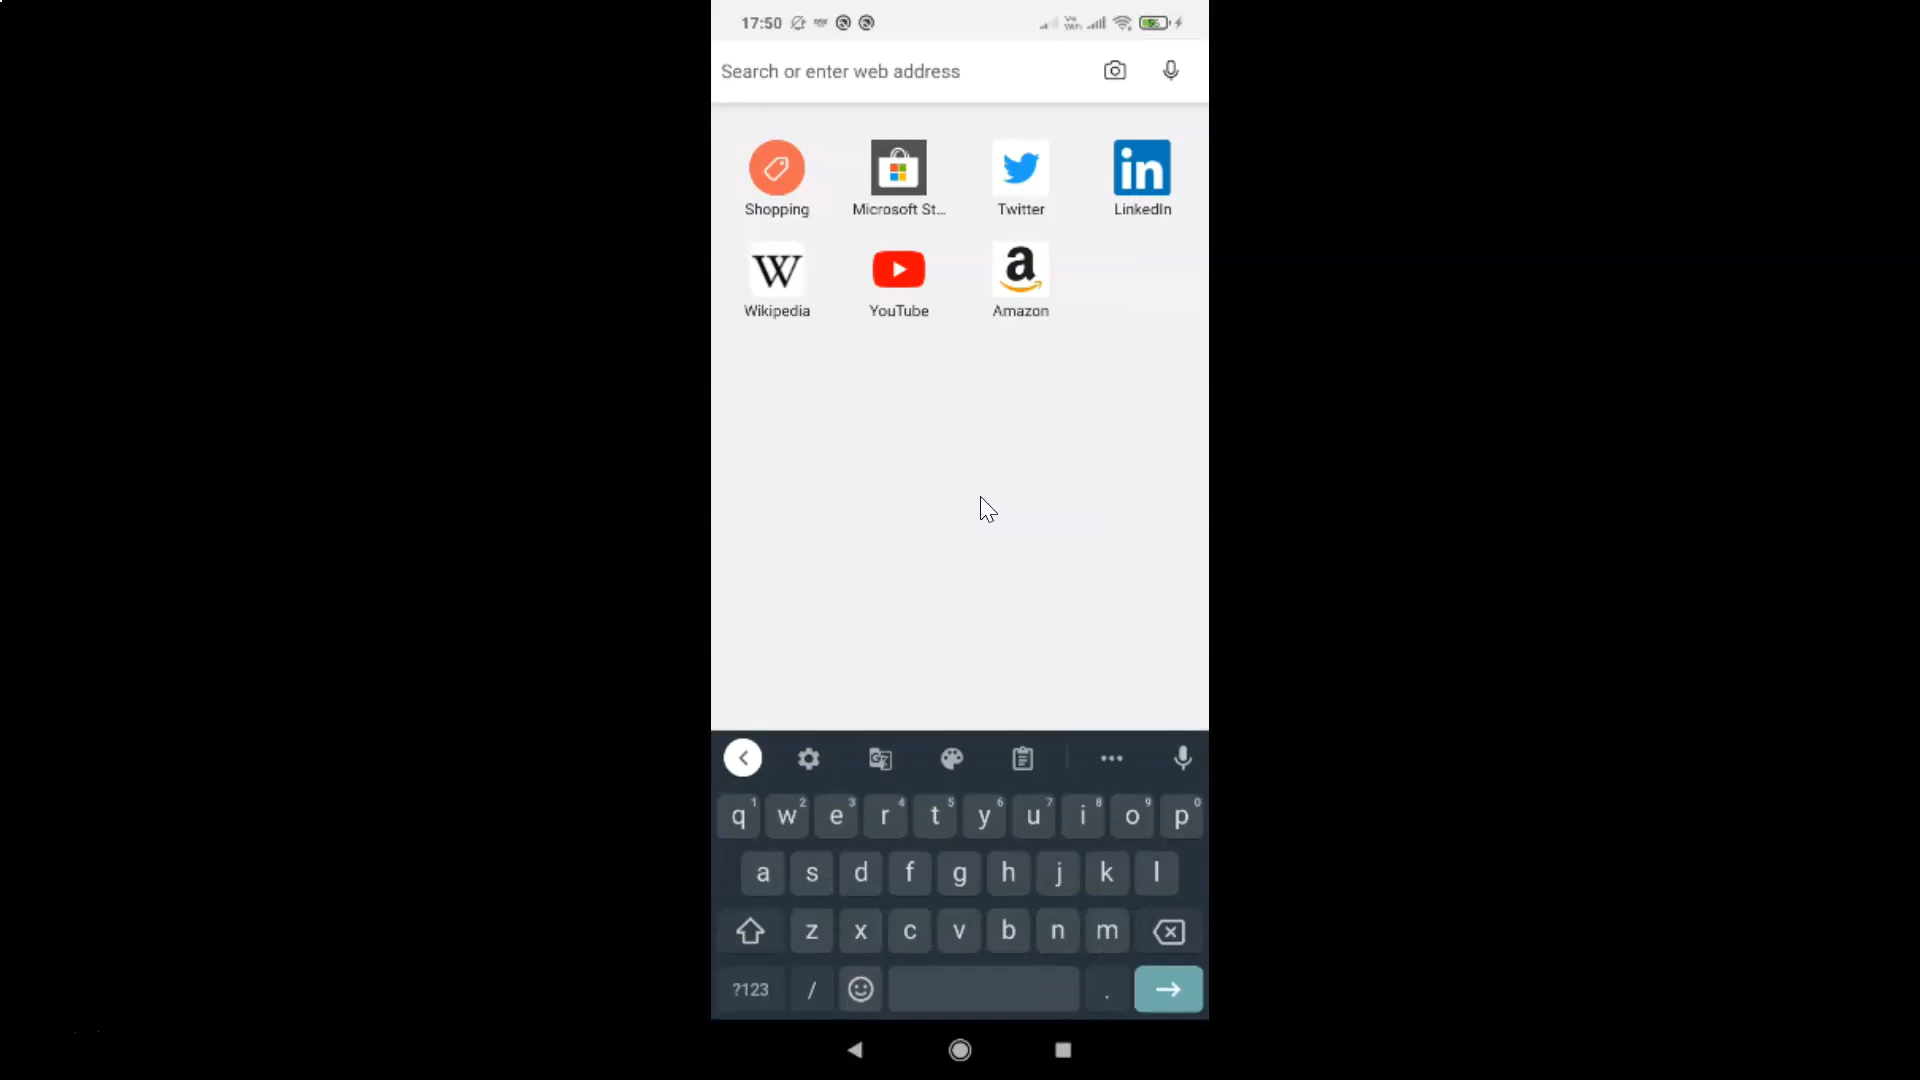 17:50
Search or enter web address
Shopping
Microsoft St...
Twitter
in
LinkedIn
W
Wikipedia
YouTube
a
Amazon
q1 w2 e3 r4 t5 y6 u7 i8 o9 p0
a s d f g h j k l
z x c v b n m
?123 / .